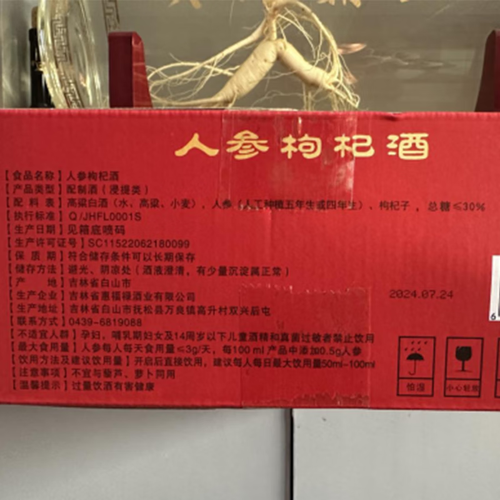 人参枸杞酒
【食品名称】人参枸杞酒
【产品类型】配制酒（浸提类）
【配 料 表】高粱白酒（水、高粱、小麦），人参（人工种植五年生或四年生）、枸杞子，总糖≤30%
【执行标准】Q/JHFL0001S
【生产日期】见箱底喷码
【生产许可证号】SC11522062180099
【保 质 期】符合储存条件可以长期保存
【储存方法】避光、阴凉处（酒液澄清，有少量沉淀属正常）
【产 地】吉林省白山市
【生产企业】吉林省惠福禄酒业有限公司
【生产地址】吉林省白山市抚松县万良镇高升村双兴后屯
【联系方式】0439-6819088
【不适宜人群】孕妇，哺乳期妇女及14周岁以下儿童酒精和真菌过敏者禁止饮用
【最大食用量】人参每人每天食用量≤3g/天，每100ml产品中添加0.5g人参
【饮用方法及建议饮用量】开启后直接饮用，建议每人每日最大饮用量50ml-100ml
【注意事项】不宜与藜芦、萝卜同用
【温馨提示】过量饮酒有害健康
2024.07.24
怕湿
小心轻放
6